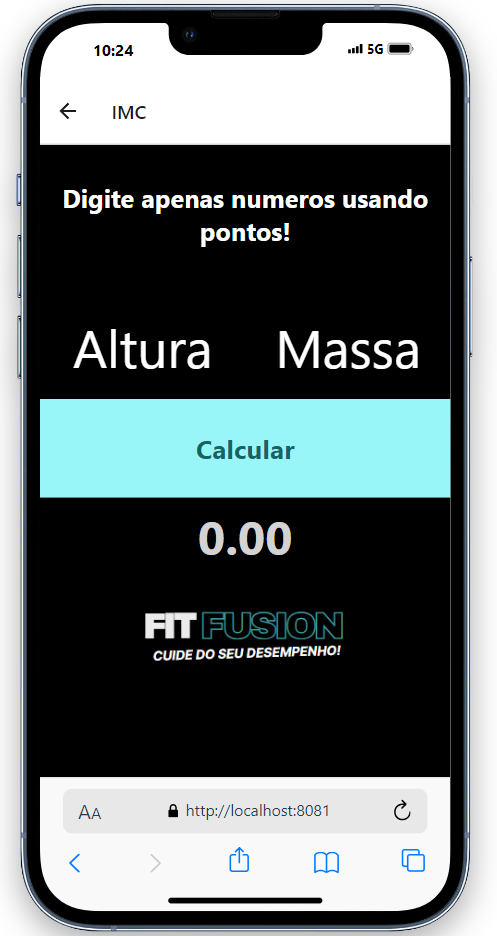 10:24
5G
IMC
Digite apenas numeros usando
pontos!
Altura Massa
Calcular
0.00
FIT FUSION
CUIDE DO SEU DESEMPENHO!
AA http://localhost:8081